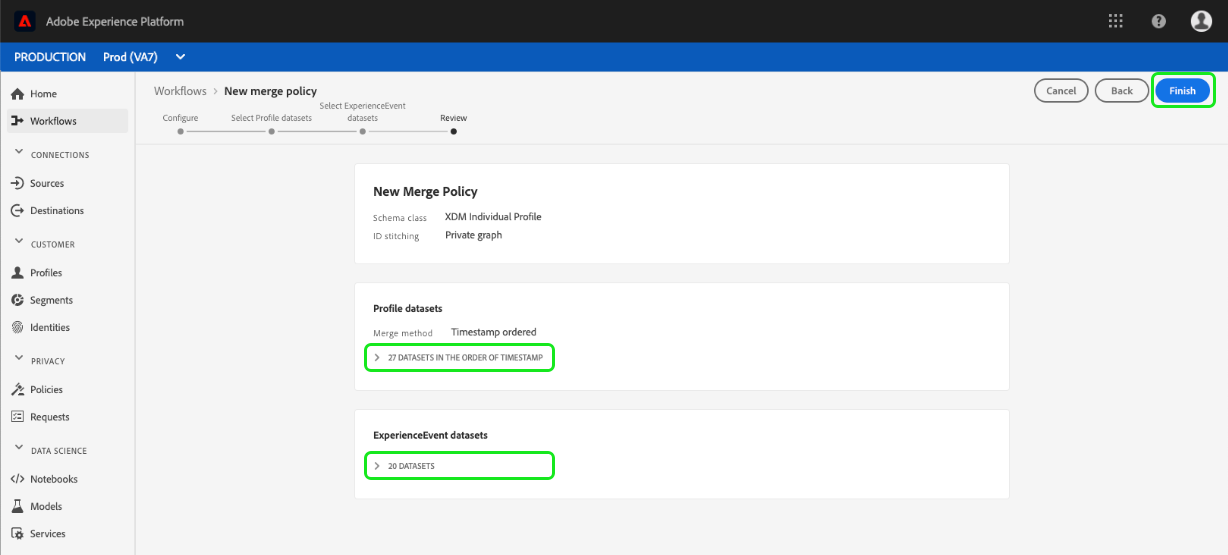 Adobe Experience Platform
PRODUCTION Prod (VA7)
Home
Workflows
CONNECTIONS
Sources
Destinations
CUSTOMER
Profiles
Segments
Identities
PRIVACY
Policies
Requests
DATA SCIENCE
Notebooks
Models
Services
Workflows > New merge policy
Cancel Back Finish
Configure
Select Profile datasets
Select ExperienceEvent
datasets
Review
New Merge Policy
Schema class XDM Individual Profile
ID stitching Private graph
Profile datasets
Merge method Timestamp ordered
27 DATASETS IN THE ORDER OF TIMESTAMP
ExperienceEvent datasets
20 DATASETS